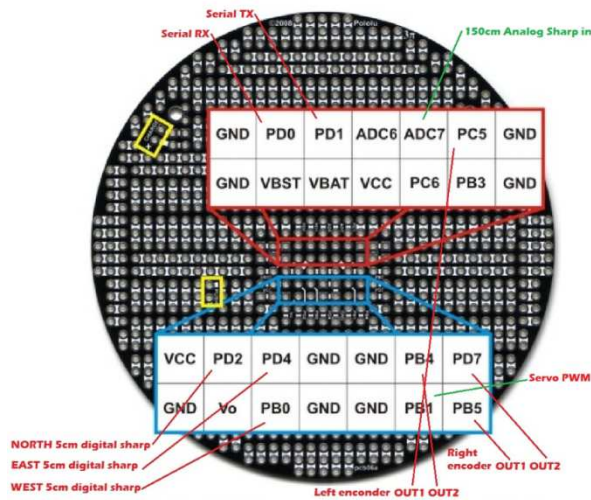 Serial TX
©2008 Pololu
Serial RX
150cm Analog Sharp in
GND PD0 PD1 ADC6 ADC7 PC5 GND
GND VBST VBAT VCC PC6 PB3 GND
VCC PD2 PD4 GND GND PB4 PD7
Servo PWM
GND Vo PB0 GND GND PB1 PB5
NORTH 5cm digital sharp
EAST 5cm digital sharp
WEST 5cm digital sharp
Right
encoder OUT1 OUT2
Left enconder OUT1 OUT2